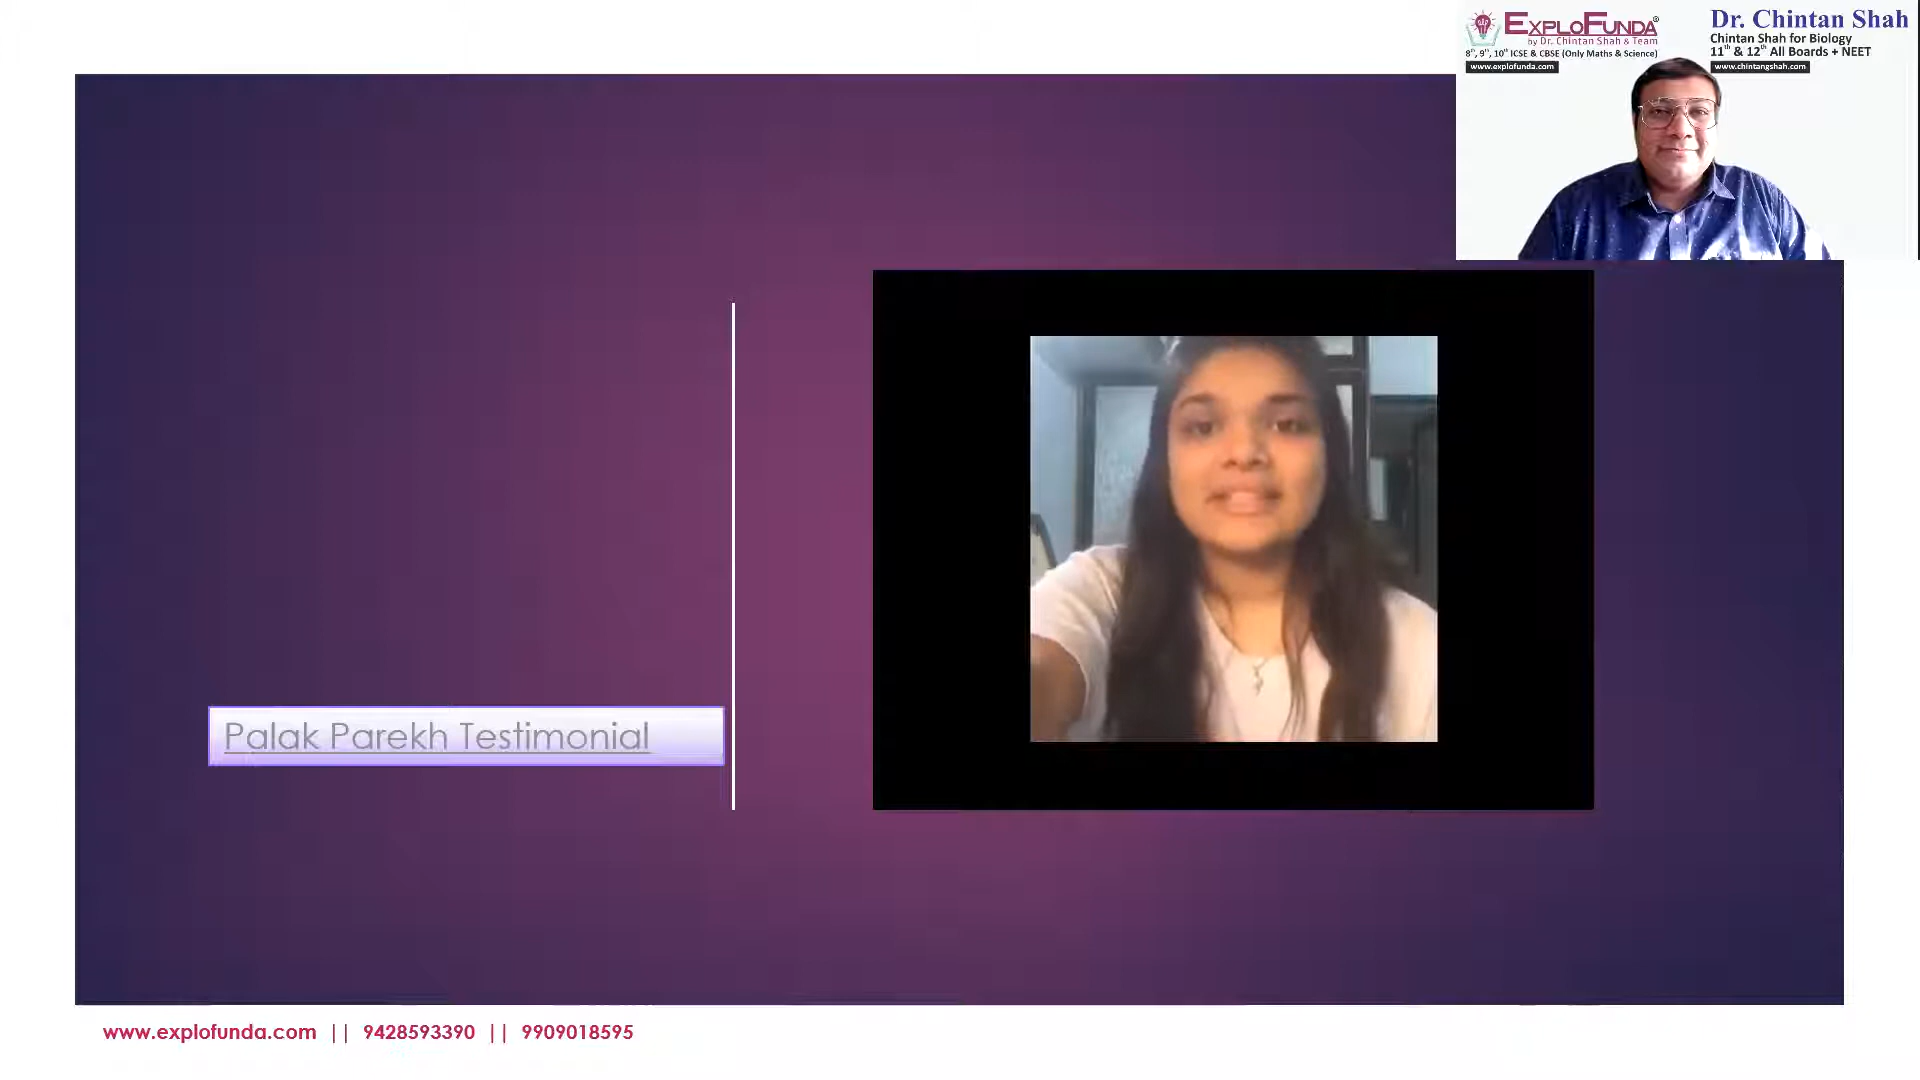 EXPLOFUNDA®
by Dr. Chintan Shah & Team
8th, 9th, 10th ICSE & CBSE (Only Maths & Science)
www.explofunda.com
Dr. Chintan Shah
Chintan Shah for Biology
11th & 12th All Boards + NEET
www.chintangshah.com
Palak Parekh Testimonial
www.explofunda.com || 9428593390 || 9909018595